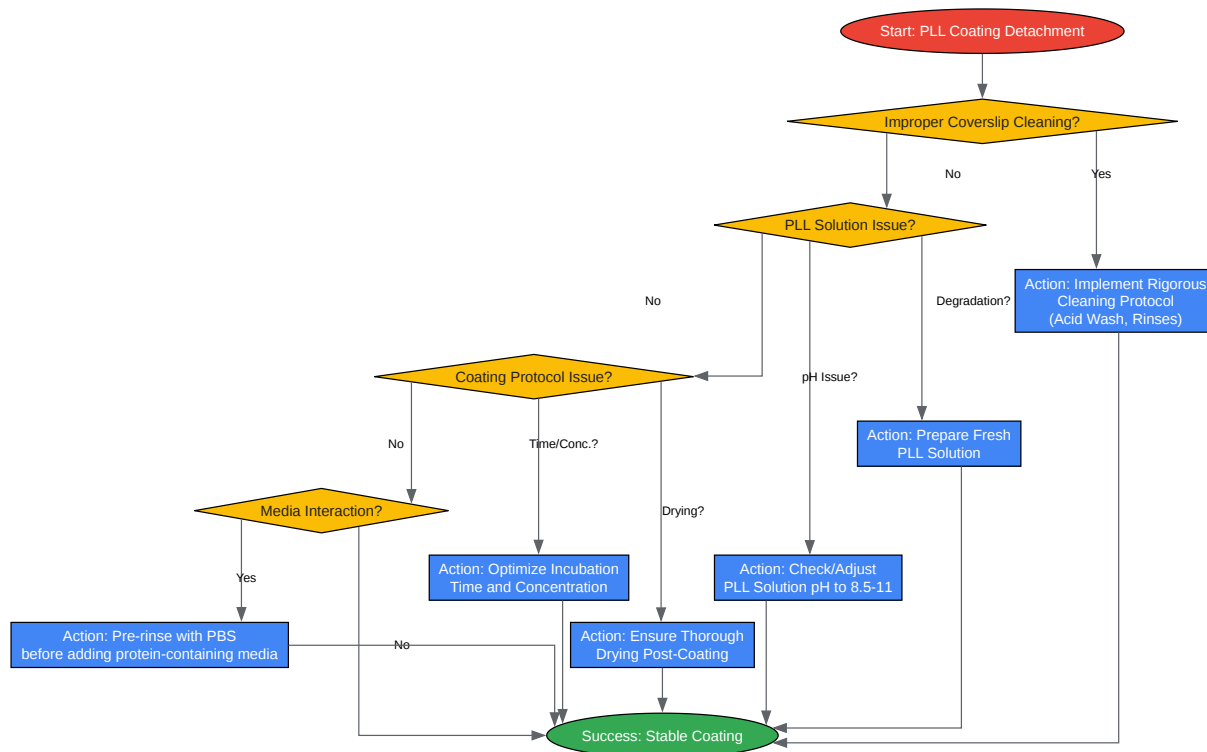 Start: PLL Coating Detachment
Improper Coverslip Cleaning?
No
Yes
PLL Solution Issue?
Action: Implement Rigorous
Cleaning Protocol
(Acid Wash, Rinses)
No
Degradation?
Coating Protocol Issue?
pH Issue?
Action: Prepare Fresh
PLL Solution
No
Time/Conc.?
Media Interaction?
Drying?
Action: Optimize Incubation
Time and Concentration
Action: Check/Adjust
PLL Solution pH to 8.5-11
Yes
Action: Pre-rinse with PBS
before adding protein-containing media
No
Action: Ensure Thorough
Drying Post-Coating
Success: Stable Coating